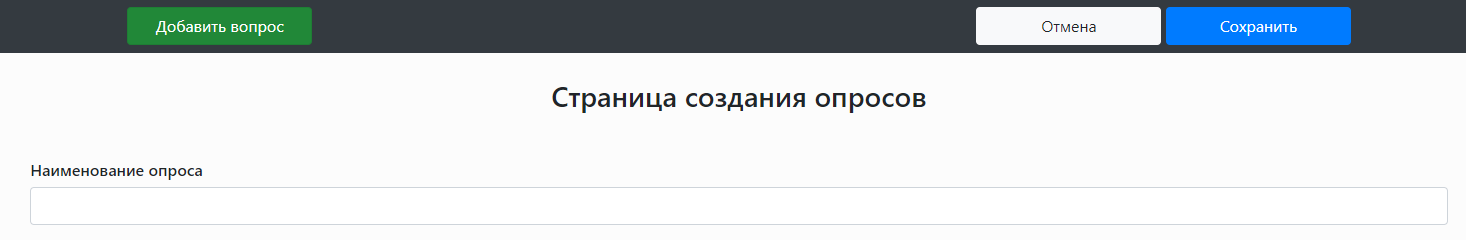 Добавить вопрос
Отмена
Сохранить
Страница создания опросов
Наименование опроса